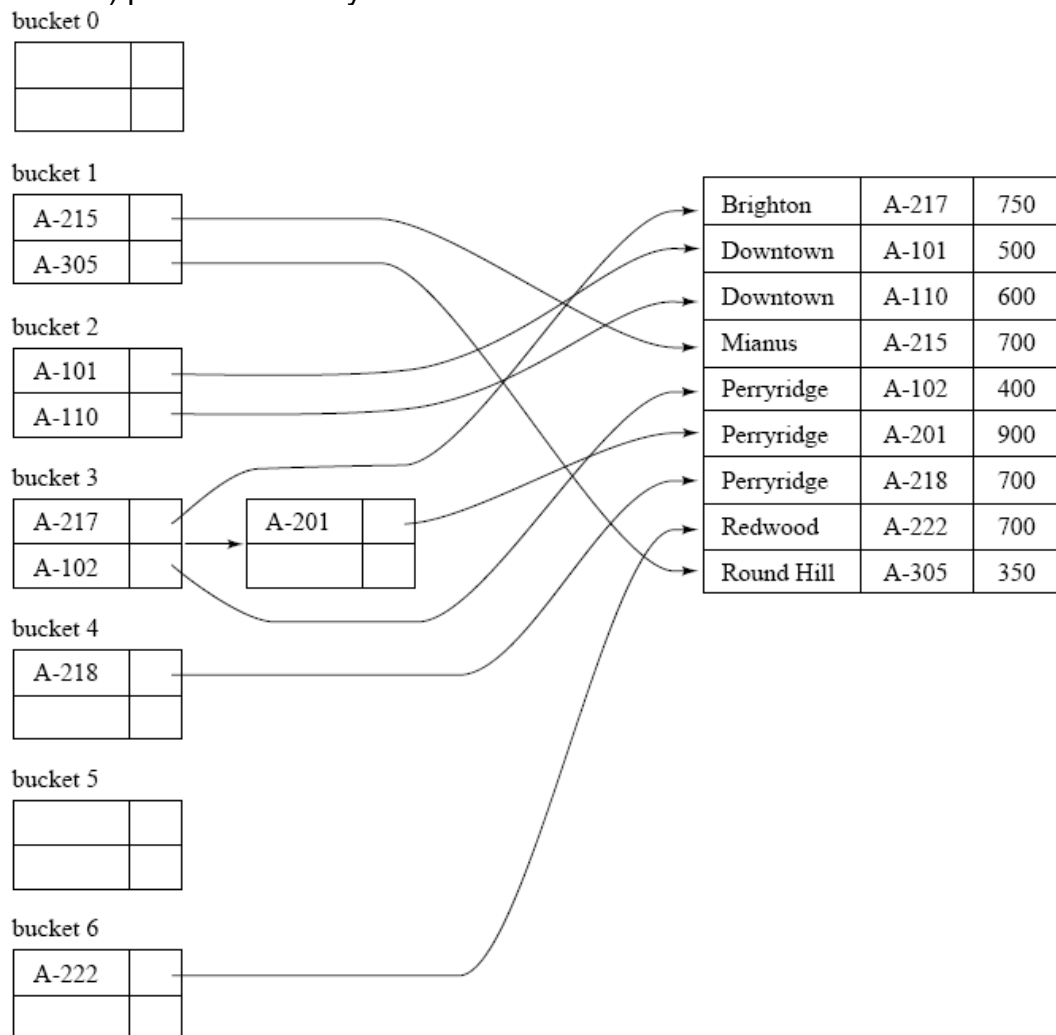 bucket 0
bucket 1
A-215
A-305
bucket 2
A-101
A-110
bucket 3
A-217
A-102
A-201
bucket 4
A-218
bucket 5
bucket 6
A-222
Brighton A-217 750
Downtown A-101 500
Downtown A-110 600
Mianus A-215 700
Perryridge A-102 400
Perryridge A-201 900
Perryridge A-218 700
Redwood A-222 700
Round Hill A-305 350